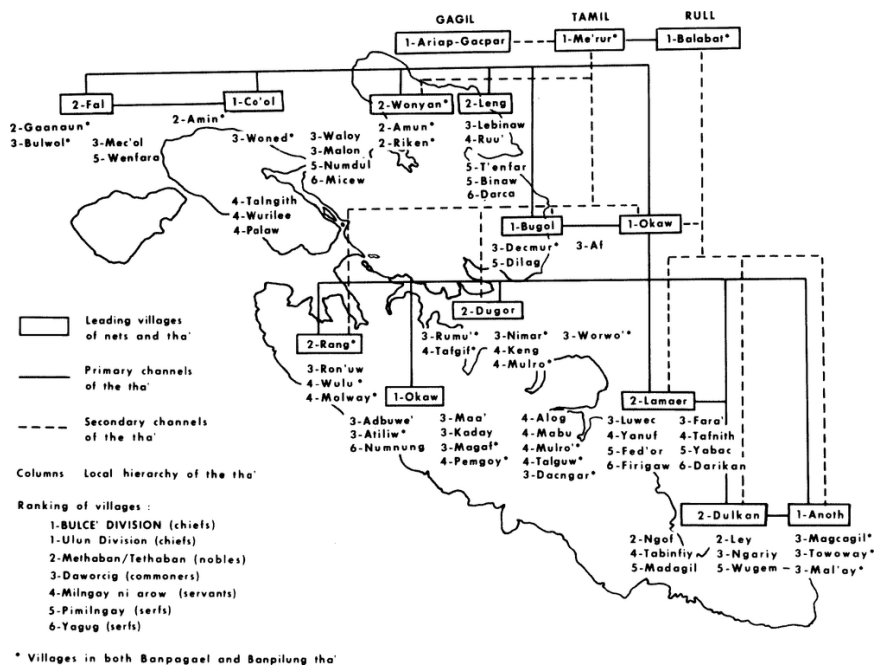 GAGIL TAMIL RULL
1-Ariap-Gacpar 1-Me'rur* 1-Balabat*
2-Fal 1-Co'ol 2-Wonyan* 2-Leng
2-Gaanaun*
3-Bulwol*
3-Mec'ol
5-Wenfara
2-Amin*
3-Woned*
3-Waloy
3-Malon
5-Numdul
6-Micew
2-Amun*
2-Riken*
3-Lebinaw
4-Ruu'
5-T'enfar
5-Binaw
6-Darca
4-Talngith
4-Wurilee
4-Palaw
1-Bugol 1-Okaw
3-Decmur*
5-Dilag
3-Af
2-Dugor
2-Rang*
3-Rumu'*
4-Tafgif*
3-Nimar*
4-Keng
4-Mulro*
3-Worwo'*
3-Ron'uw
4-Wulu*
4-Molway*
1-Okaw
3-Adbuwe'
3-Atiliw*
6-Numnung
3-Maa'
3-Kaday
3-Magaf*
4-Pemgoy*
4-Alog
4-Mabu
4-Mulro'*
4-Talguw*
3-Dacngar*
2-Lamaer
3-Luwec
4-Yanuf
5-Fed'or
6-Firigaw
3-Fara'
4-Tafnith
5-Yabac
6-Darikan
2-Dulkan 1-Anoth
2-Ngof
4-Tabinfiy
5-Madagil
2-Ley
3-Ngariy
5-Wugem
3-Magcagil*
3-Towoway*
3-Mal'ay*
Leading villages
of nets and tha'
Primary channels
of the tha'
Secondary channels
of the tha'
Columns Local hierarchy of the tha'
Ranking of villages :
1-BULCE' DIVISION (chiefs)
1-Ulun Division (chiefs)
2-Methaban/Tethaban (nobles)
3-Daworcig (commoners)
4-Milngay ni arow (servants)
5-Pimilngay (serfs)
6-Yagug (serfs)
* Villages in both Banpagael and Banpilung tha'